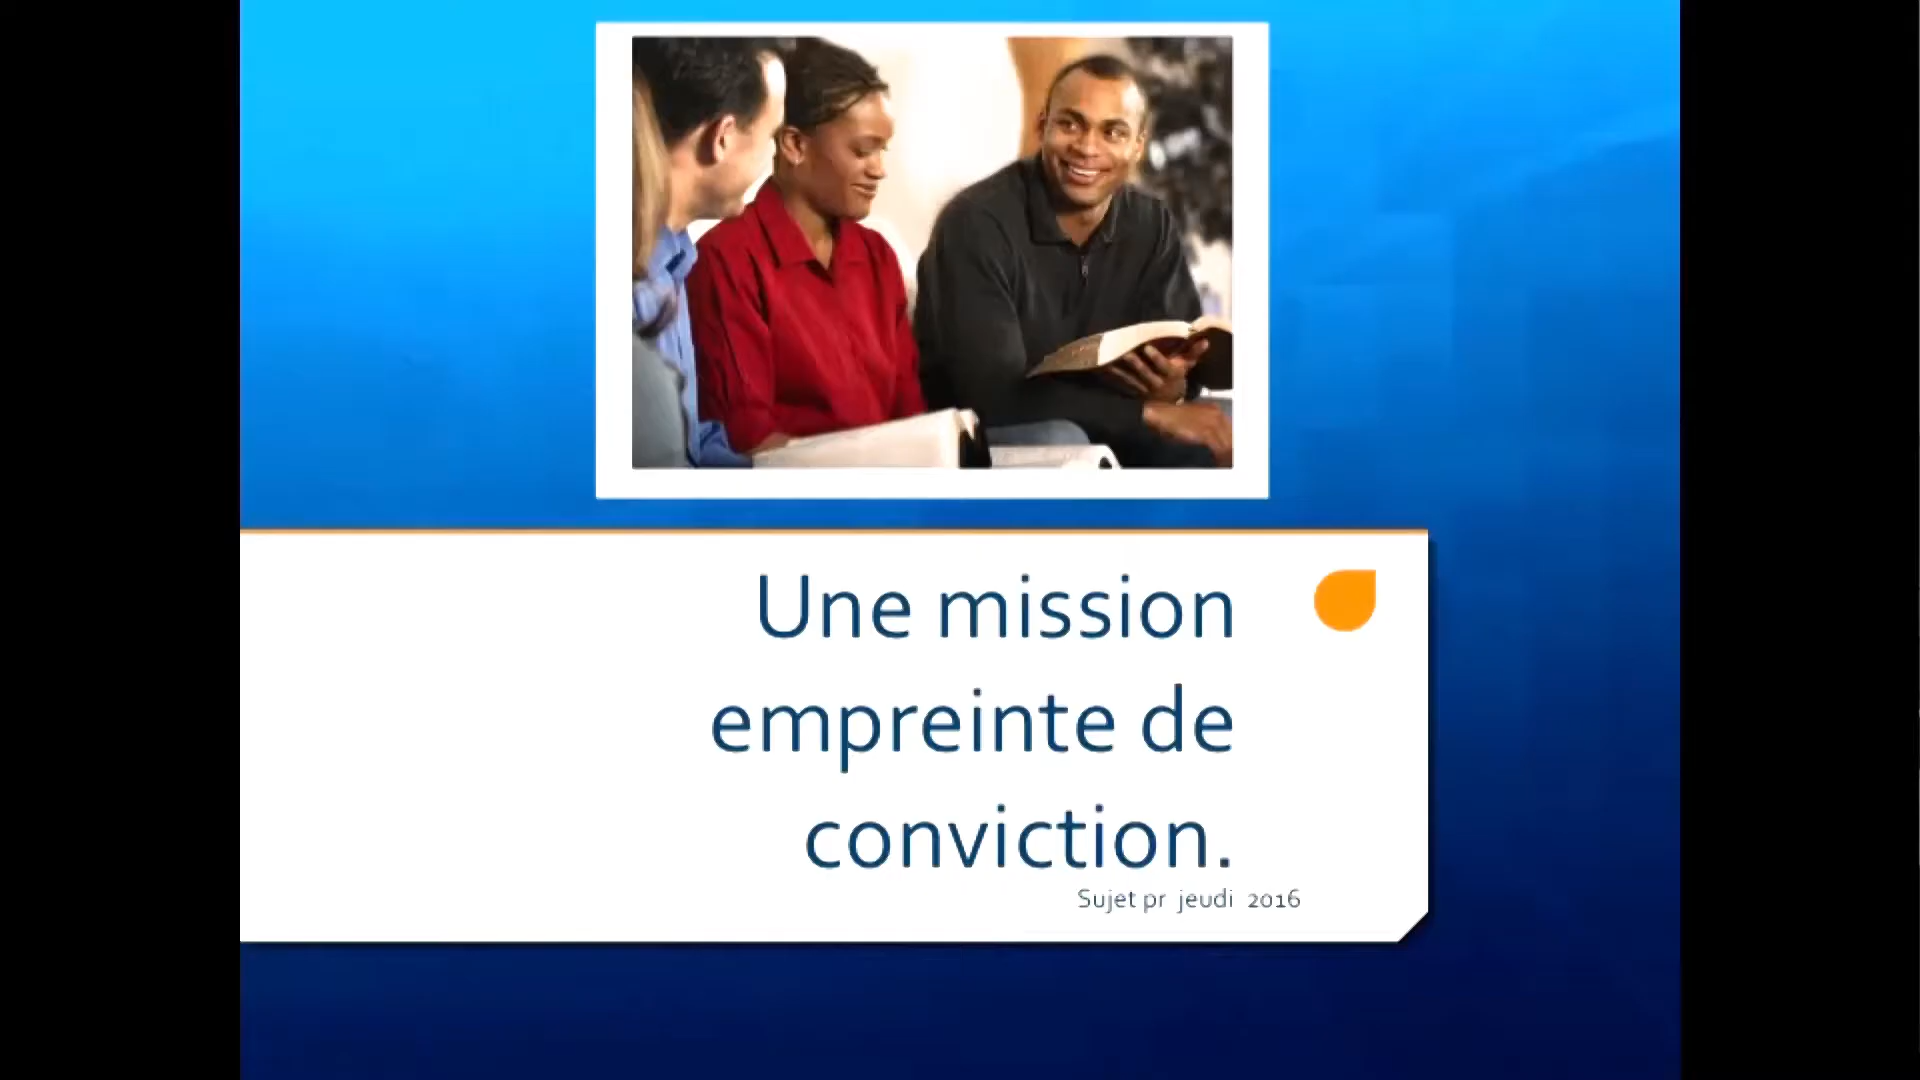 Une mission
empreinte de
conviction.
Sujet pr jeudi 2016